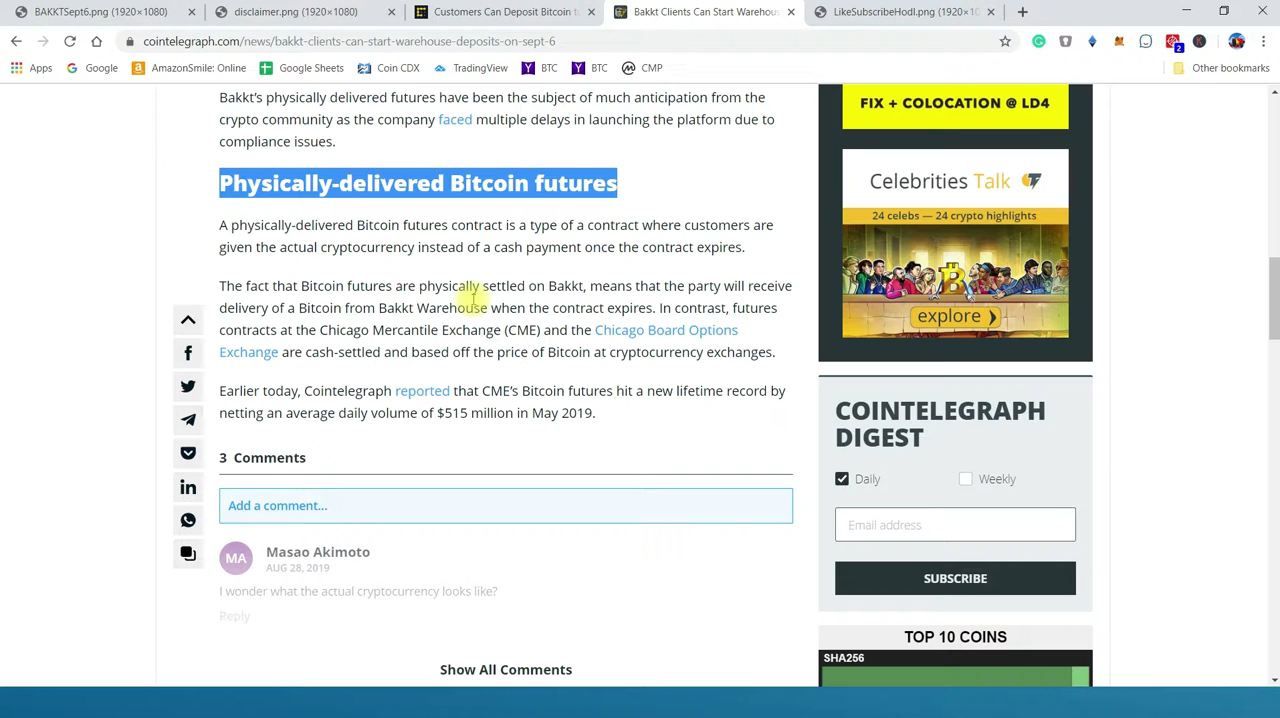 BAKKTSept6.png (1920×1080)
disclaimer.png (1920×1080)
Customers Can Deposit Bitcoin t
Bakkt Clients Can Start Warehou
LikeSubscribeHodl.png (1920×10
cointelegraph.com/news/bakkt-clients-can-start-warehouse-deposits-on-sept-6
2
Apps
Google
AmazonSmile: Online
Google Sheets
Coin CDX
TradingView
BTC
BTC
CMP
Other bookmarks
Bakkt's physically delivered futures have been the subject of much anticipation from the
crypto community as the company faced multiple delays in launching the platform due to
compliance issues.
Physically-delivered Bitcoin futures
A physically-delivered Bitcoin futures contract is a type of a contract where customers are
given the actual cryptocurrency instead of a cash payment once the contract expires.
The fact that Bitcoin futures are physically settled on Bakkt, means that the party will receive
delivery of a Bitcoin from Bakkt Warehouse when the contract expires. In contrast, futures
contracts at the Chicago Mercantile Exchange (CME) and the Chicago Board Options
Exchange are cash-settled and based off the price of Bitcoin at cryptocurrency exchanges.
Earlier today, Cointelegraph reported that CME's Bitcoin futures hit a new lifetime record by
netting an average daily volume of $515 million in May 2019.
3 Comments
Add a comment...
MA
Masao Akimoto
AUG 28, 2019
I wonder what the actual cryptocurrency looks like?
Reply
Show All Comments
FIX + COLOCATION @ LD4
Celebrities Talk
24 celebs — 24 crypto highlights
explore
COINTELEGRAPH
DIGEST
Daily
Weekly
Email address
SUBSCRIBE
TOP 10 COINS
SHA256